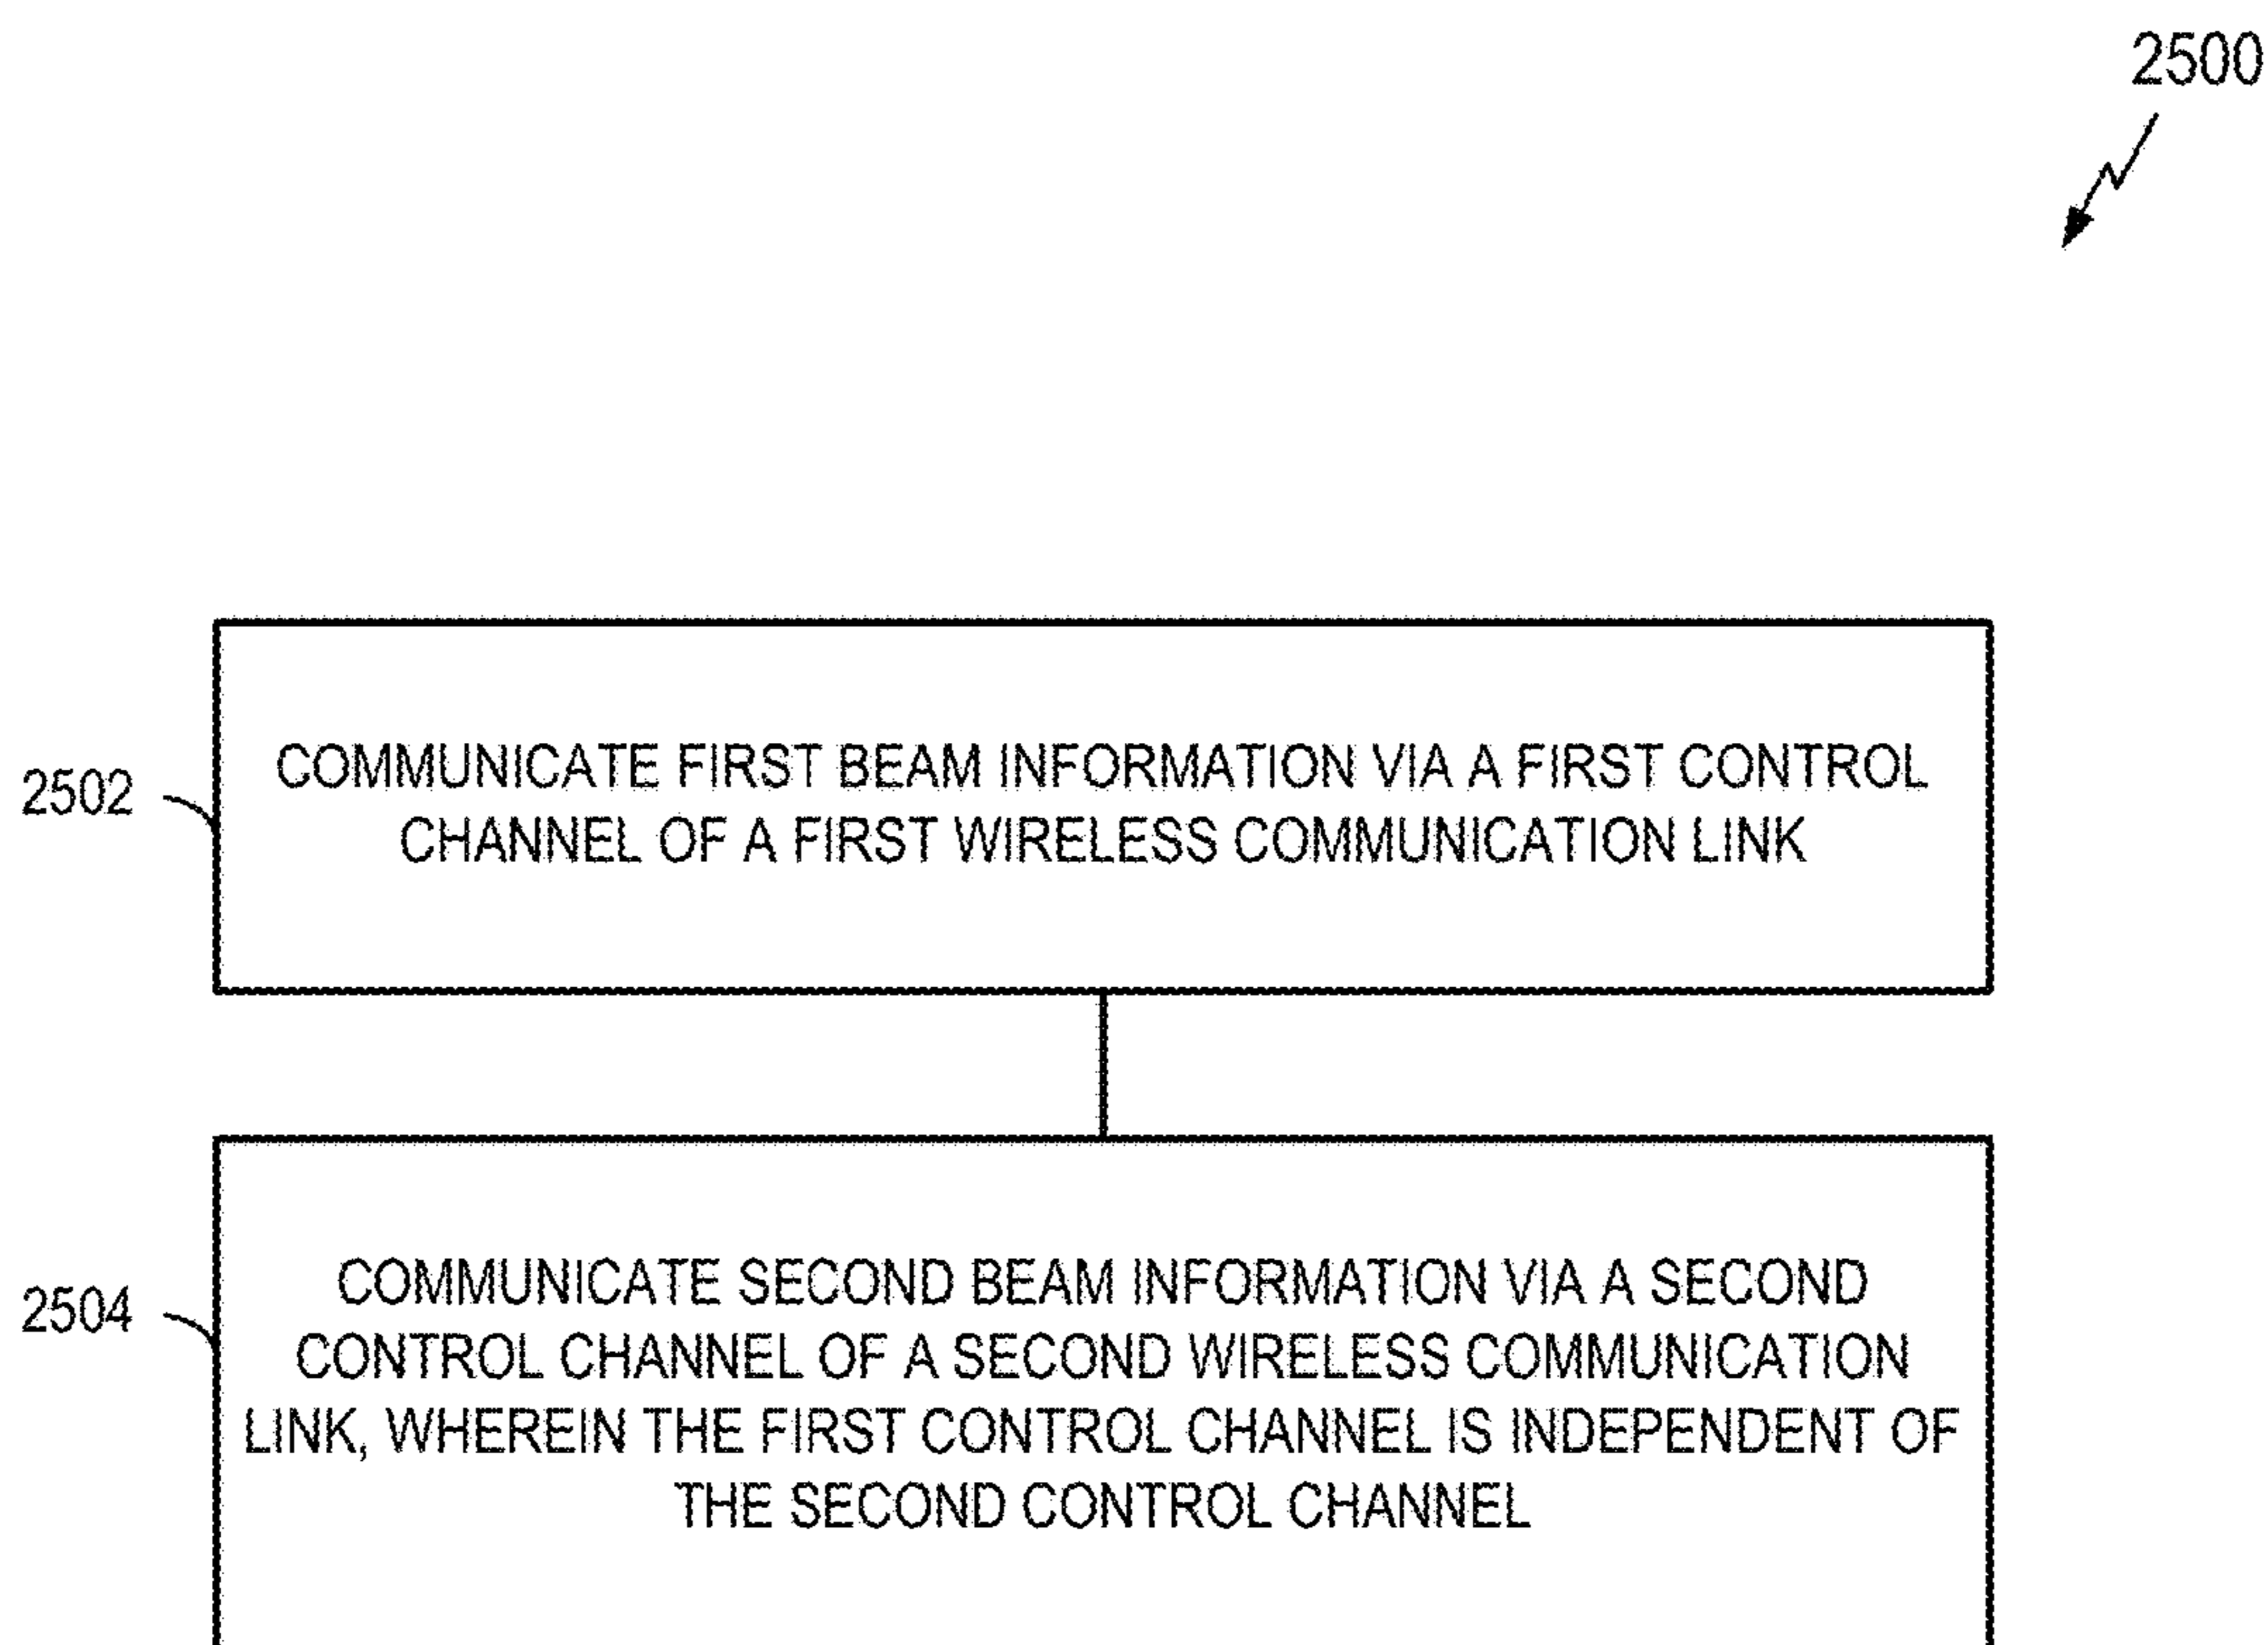 2500
2502
COMMUNICATE FIRST BEAM INFORMATION VIA A FIRST CONTROL
CHANNEL OF A FIRST WIRELESS COMMUNICATION LINK
2504
COMMUNICATE SECOND BEAM INFORMATION VIA A SECOND
CONTROL CHANNEL OF A SECOND WIRELESS COMMUNICATION
LINK, WHEREIN THE FIRST CONTROL CHANNEL IS INDEPENDENT OF
THE SECOND CONTROL CHANNEL